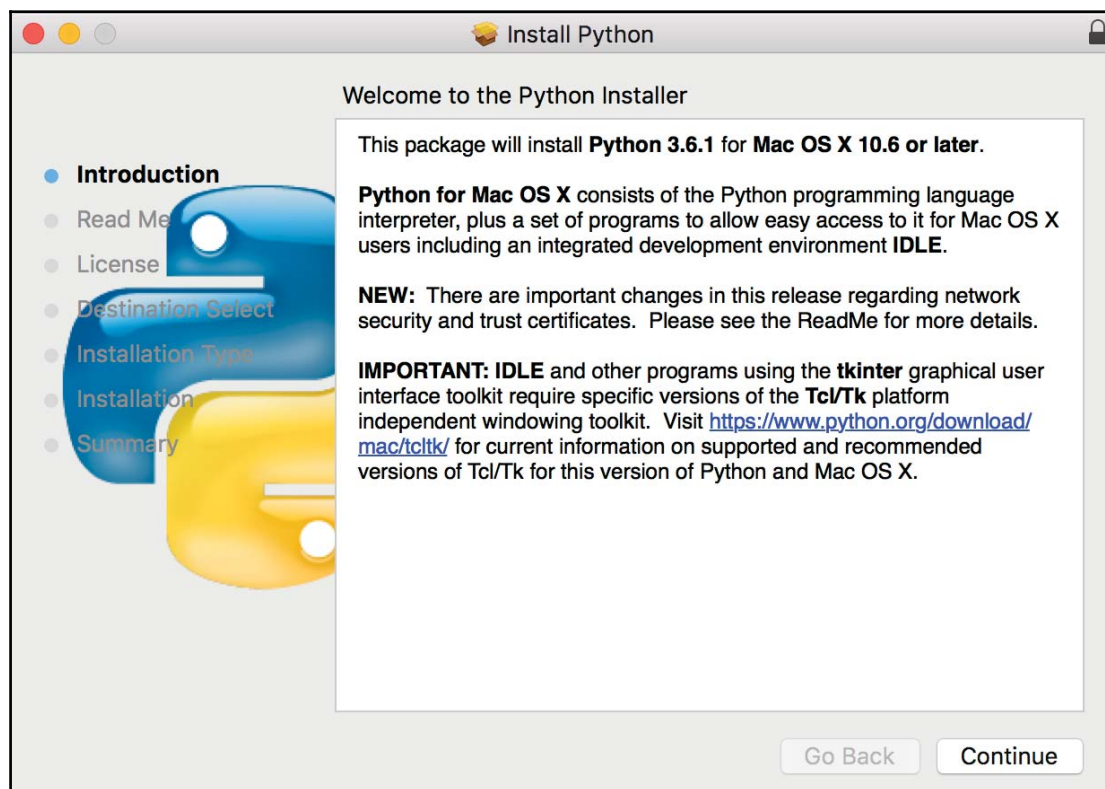 Install Python
Welcome to the Python Installer
Introduction
Read Me
License
Destination Select
Installation Type
Installation
Summary
This package will install Python 3.6.1 for Mac OS X 10.6 or later.
Python for Mac OS X consists of the Python programming language
interpreter, plus a set of programs to allow easy access to it for Mac OS X
users including an integrated development environment IDLE.
NEW: There are important changes in this release regarding network
security and trust certificates. Please see the ReadMe for more details.
IMPORTANT: IDLE and other programs using the tkinter graphical user
interface toolkit require specific versions of the Tcl/Tk platform
independent windowing toolkit. Visit https://www.python.org/download/
mac/tcltk/ for current information on supported and recommended
versions of Tcl/Tk for this version of Python and Mac OS X.
Go Back
Continue